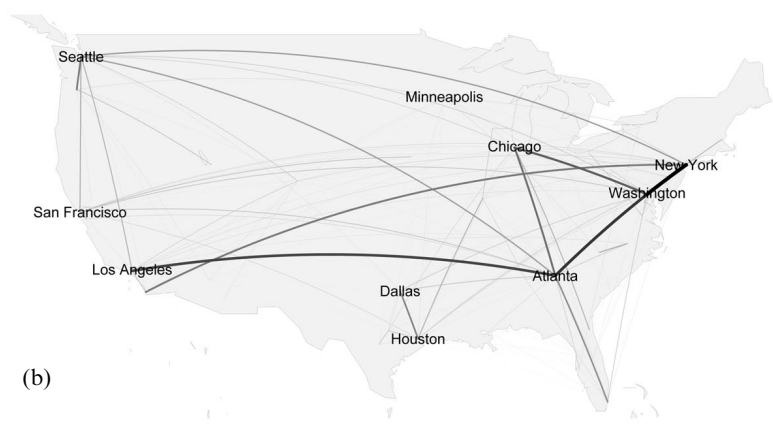 Seattle
Minneapolis
Chicago
New York
Washington
San Francisco
Los Angeles
Atlanta
Dallas
Houston
(b)